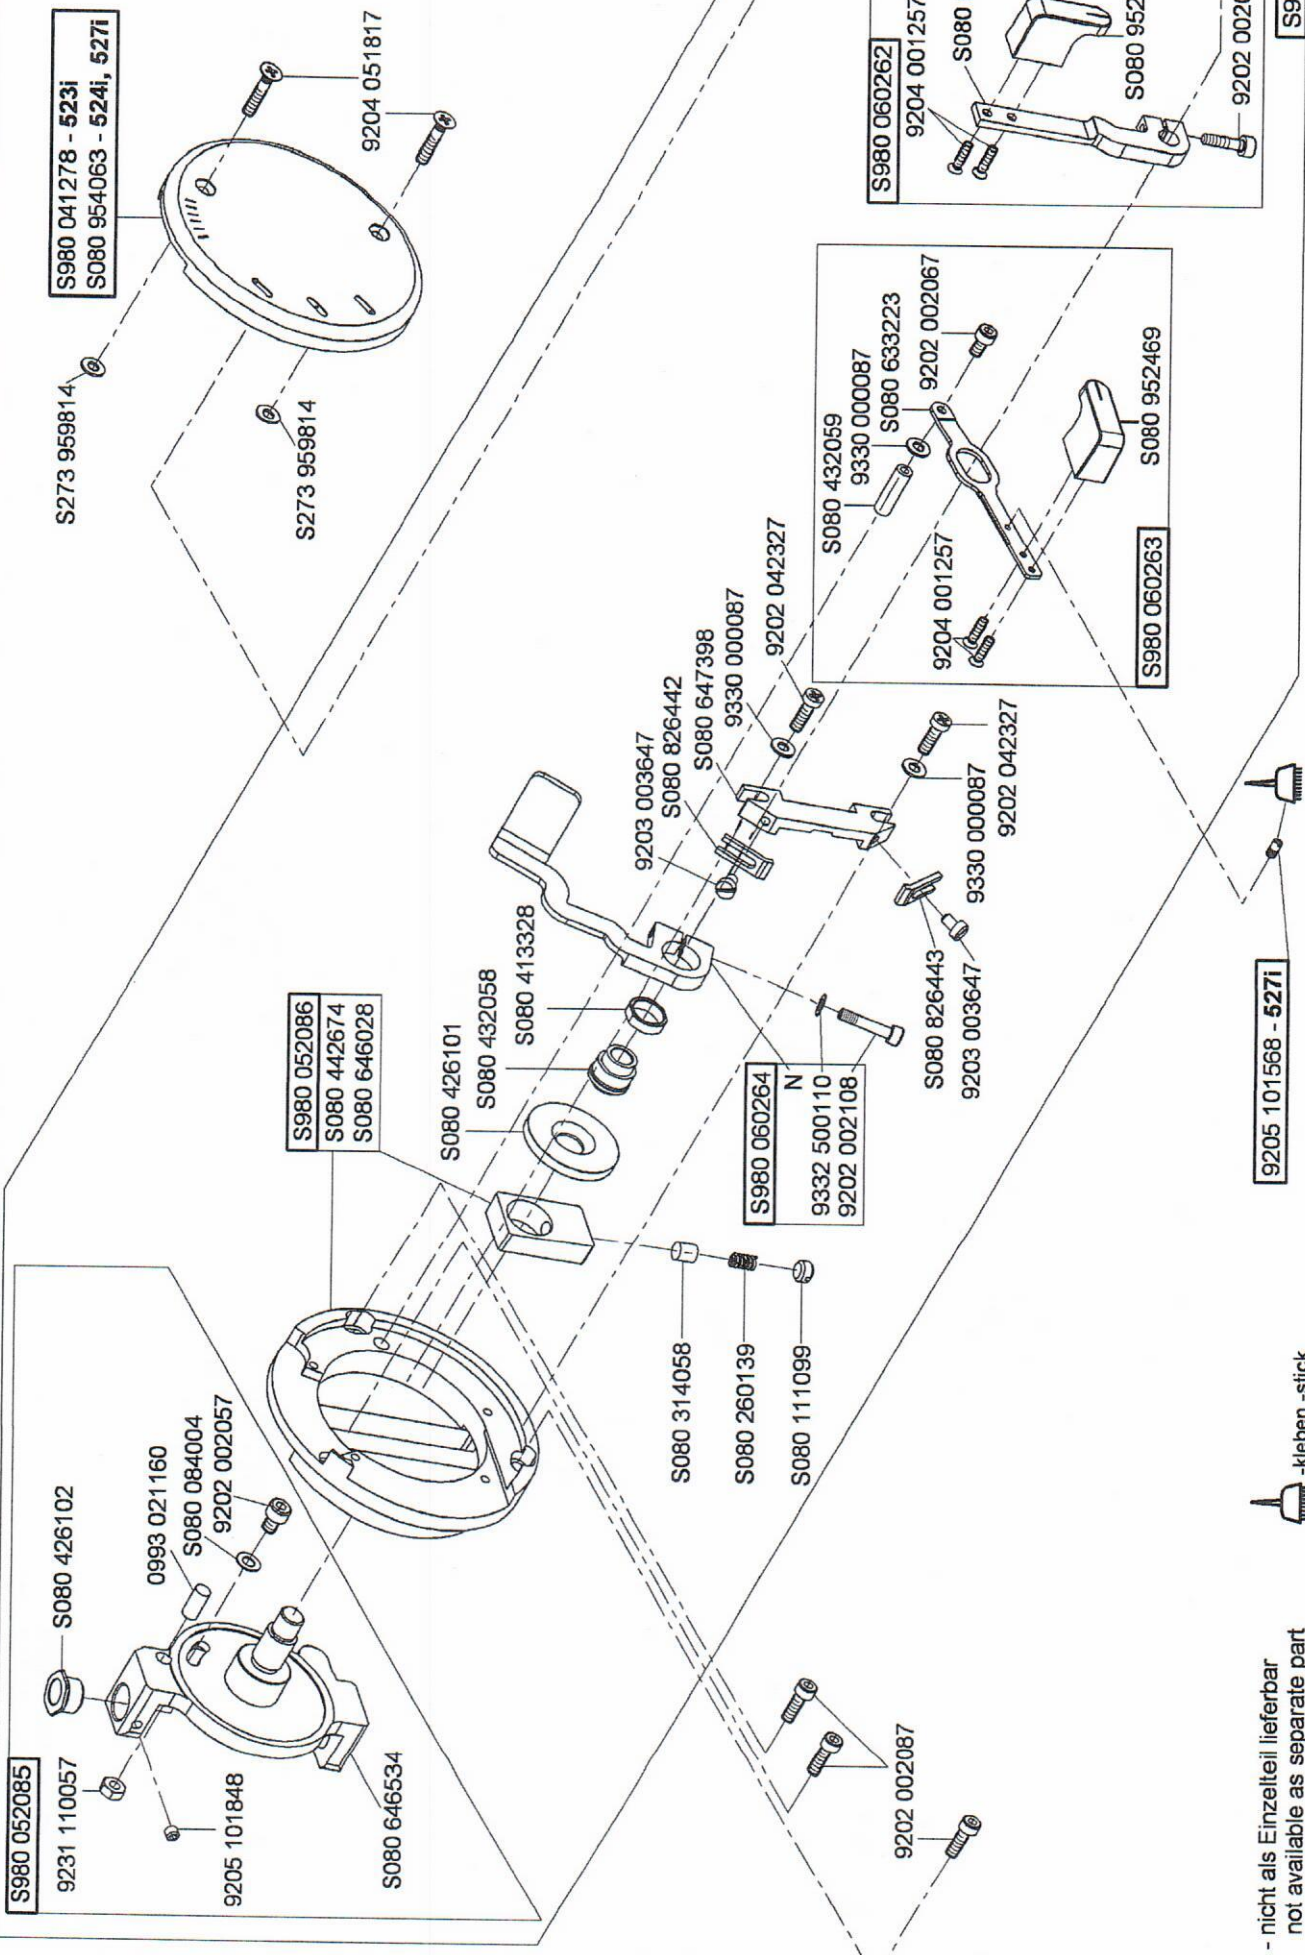 S980 041278 - 523i
S080 954063 - 524i, 527i
9204 051817
S273 959814
S273 959814
S980 060262
9204 001257
S080
S080 952
9202 002
S9
S080 432059
9330 000087
S080 633223
9202 002067
9204 001257
S080 952469
S980 060263
9203 003647
S080 826442
S080 647398
9330 000087
9202 042327
9330 000087
9202 042327
S080 826443
9203 003647
9205 101568 - 527i
S980 052086
S080 442674
S080 646028
S080 426101
S080 432058
S080 413328
S980 060264
N
9332 500110
9202 002108
S080 314058
S080 260139
S080 111099
S980 052085
9231 110057
S080 426102
0993 021160
S080 084004
9202 002057
9205 101848
S080 646534
9202 002087
9202 002087
- nicht als Einzelteil lieferbar
not available as separate part
-kleben -stick